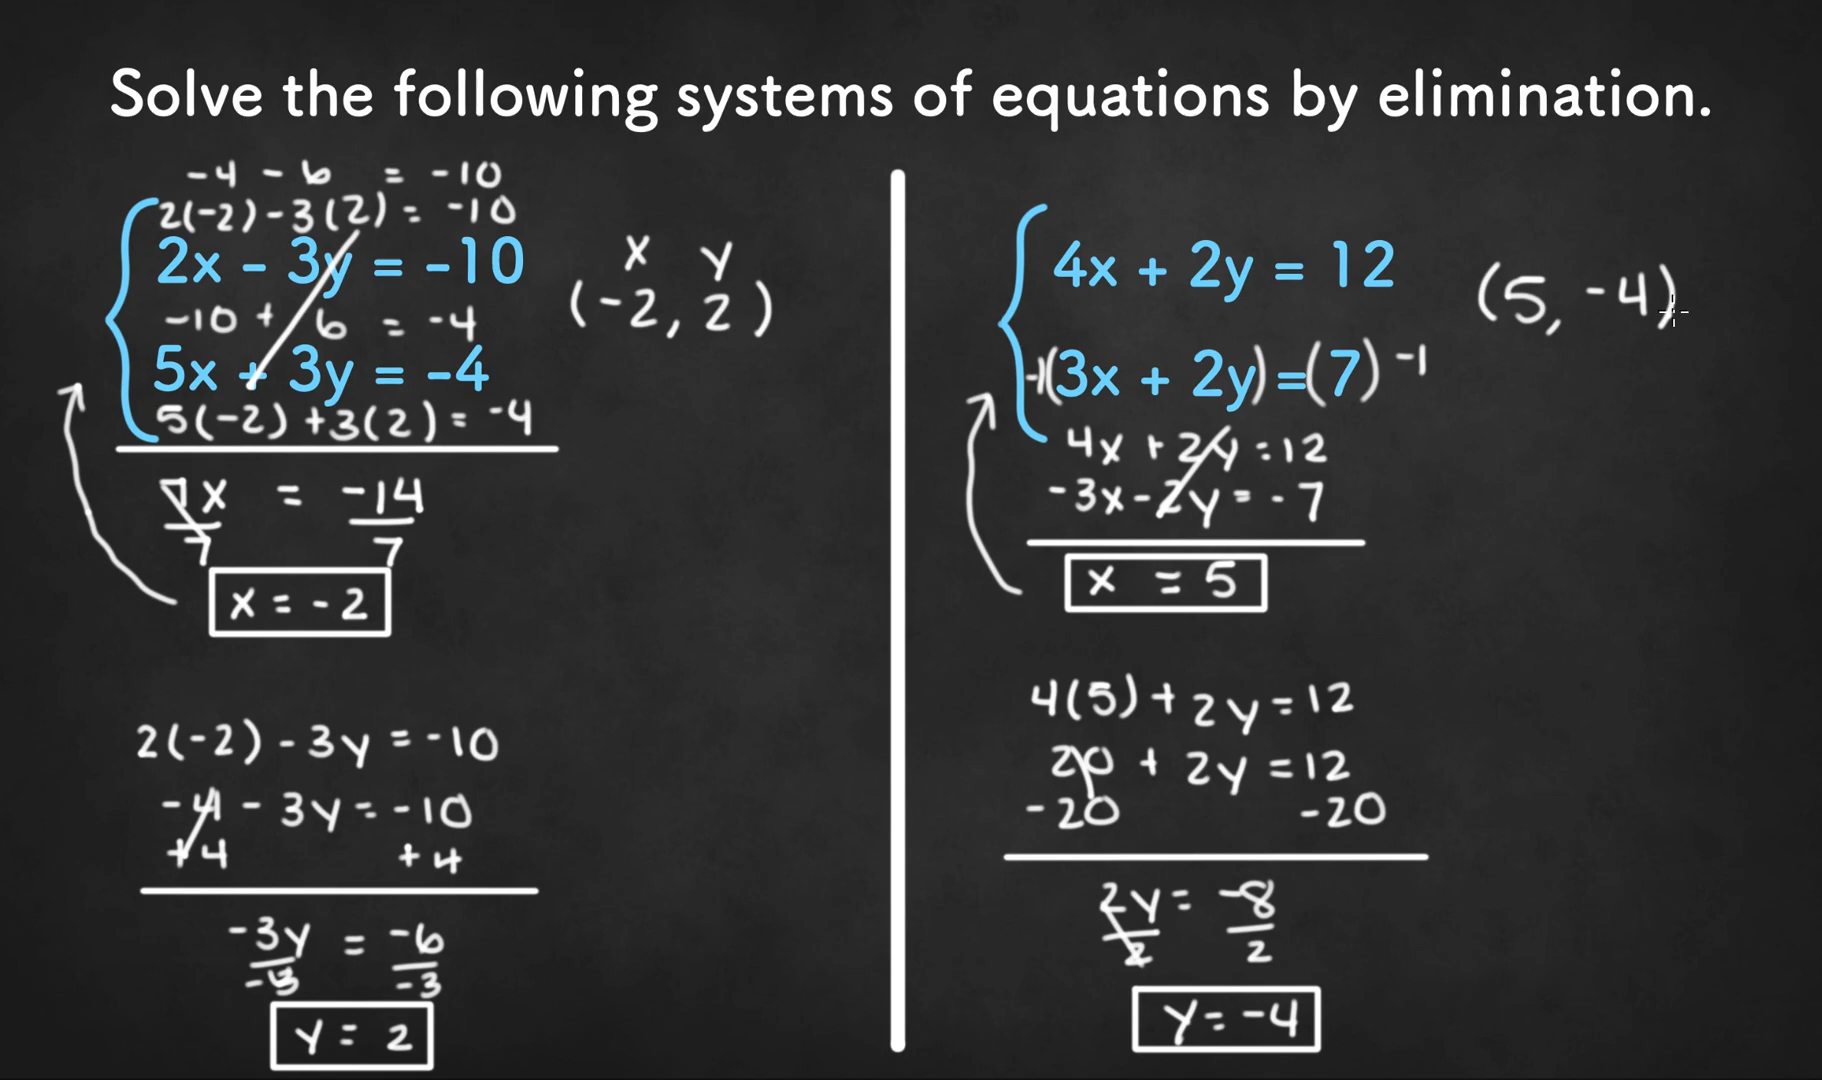 Solve the following systems of equations by elimination.
-4 - 6 = -10
2(-2) - 3(2) = -10
2x - 3y = -10
-10 + 6 = -4
5x + 3y = -4
5(-2) + 3(2) = -4
7x = -14
7 7
x = -2
x y
(-2, 2)
2(-2) - 3y = -10
-4 - 3y = -10
+4 +4
-3y = -6
-3 -3
y = 2
4x + 2y = 12
-1(3x + 2y) = (7) -1
4x + 2y = 12
-3x - 2y = -7
x = 5
(5, -4)
4(5) + 2y = 12
20 + 2y = 12
-20 -20
2y = -8
2 2
y = -4